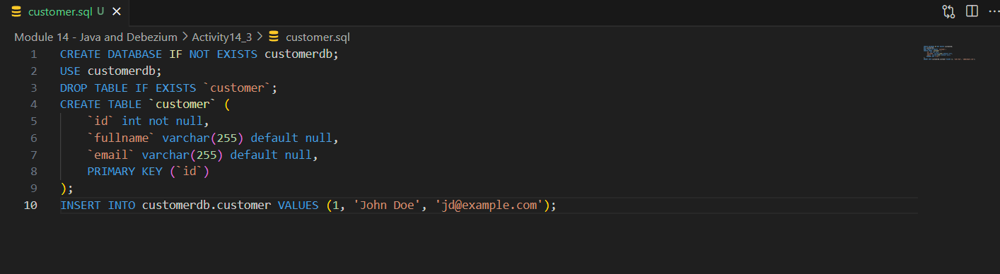 customer.sql U
Module 14 - Java and Debezium > Activity14_3 > customer.sql
1 CREATE DATABASE IF NOT EXISTS customerdb;
2 USE customerdb;
3 DROP TABLE IF EXISTS `customer`;
4 CREATE TABLE `customer` (
5     `id` int not null,
6     `fullname` varchar(255) default null,
7     `email` varchar(255) default null,
8     PRIMARY KEY (`id`)
9 );
10 INSERT INTO customerdb.customer VALUES (1, 'John Doe', 'jd@example.com');